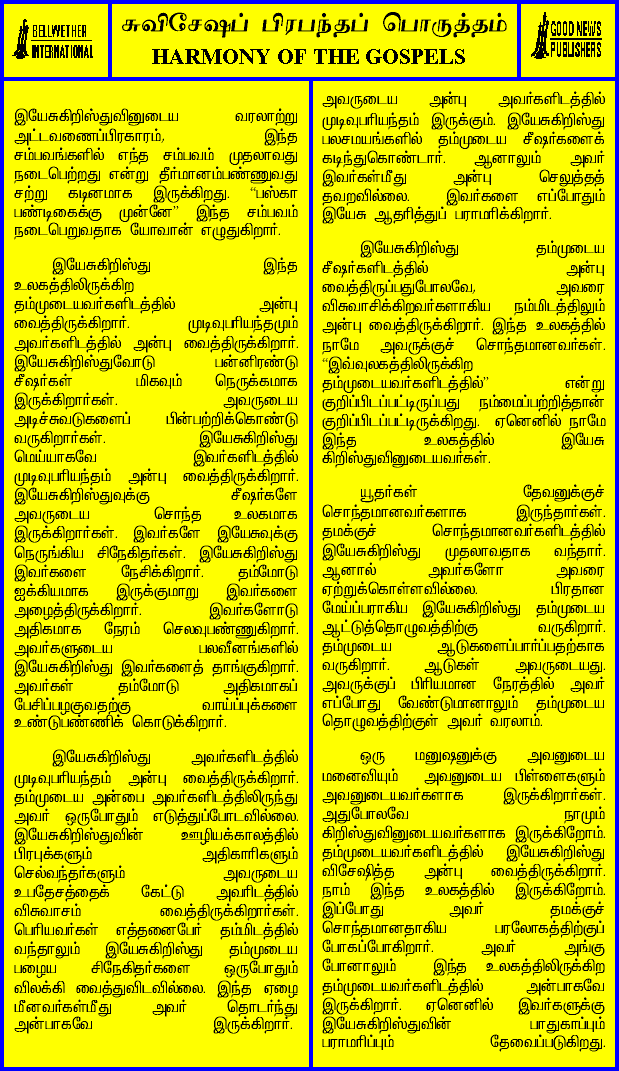 BELLWETHER
INTERNATIONAL
சுவிசேஷப் பிரபந்தப் பொருத்தம்
HARMONY OF THE GOSPELS
GOOD NEWS
PUBLISHERS
இயேசுகிறிஸ்துவினுடைய வரலாற்று
அட்டவணைப்பிரகாரம், இந்த
சம்பவங்களில் எந்த சம்பவம் முதலாவது
நடைபெற்றது என்று தீர்மானம்பண்ணுவது
சற்று கடினமாக இருக்கிறது. "பஸ்கா
பண்டிகைக்கு முன்னே" இந்த சம்பவம்
நடைபெறுவதாக யோவான் எழுதுகிறார்.
இயேசுகிறிஸ்து இந்த
உலகத்திலிருக்கிற
தம்முடையவர்களிடத்தில் அன்பு
வைத்திருக்கிறார். முடிவுபரியந்தமும்
அவர்களிடத்தில் அன்பு வைத்திருக்கிறார்.
இயேசுகிறிஸ்துவோடு பன்னிரண்டு
சீஷர்கள் மிகவும் நெருக்கமாக
இருக்கிறார்கள். அவருடைய
அடிச்சுவடுகளைப் பின்பற்றிக்கொண்டு
வருகிறார்கள். இயேசுகிறிஸ்து
மெய்யாகவே இவர்களிடத்தில்
முடிவுபரியந்தம் அன்பு வைத்திருக்கிறார்.
இயேசுகிறிஸ்துவுக்கு சீஷர்களே
அவருடைய சொந்த உலகமாக
இருக்கிறார்கள். இவர்களே இயேசுவுக்கு
நெருங்கிய சிநேகிதர்கள். இயேசுகிறிஸ்து
இவர்களை நேசிக்கிறார். தம்மோடு
ஐக்கியமாக இருக்குமாறு இவர்களை
அழைத்திருக்கிறார். இவர்களோடு
அதிகமாக நேரம் செலவுபண்ணுகிறார்.
அவர்களுடைய பலவீனங்களில்
இயேசுகிறிஸ்து இவர்களைத் தாங்குகிறார்.
அவர்கள் தம்மோடு அதிகமாகப்
பேசிப்பழகுவதற்கு வாய்ப்புக்களை
உண்டுபண்ணிக் கொடுக்கிறார்.
இயேசுகிறிஸ்து அவர்களிடத்தில்
முடிவுபரியந்தம் அன்பு வைத்திருக்கிறார்.
தம்முடைய அன்பை அவர்களிடத்திலிருந்து
அவர் ஒருபோதும் எடுத்துப்போடவில்லை.
இயேசுகிறிஸ்துவின் ஊழியக்காலத்தில்
பிரபுக்களும் அதிகாரிகளும்
செல்வந்தர்களும் அவருடைய
உபதேசத்தைக் கேட்டு அவரிடத்தில்
விசுவாசம் வைத்திருக்கிறார்கள்.
பெரியவர்கள் எத்தனைபேர் தம்மிடத்தில்
வந்தாலும் இயேசுகிறிஸ்து தம்முடைய
பழைய சிநேகிதர்களை ஒருபோதும்
விலக்கி வைத்துவிடவில்லை. இந்த ஏழை
மீனவர்கள்மீது அவர் தொடர்ந்து
அன்பாகவே இருக்கிறார்.
அவருடைய அன்பு அவர்களிடத்தில்
முடிவுபரியந்தம் இருக்கும். இயேசுகிறிஸ்து
பலசமயங்களில் தம்முடைய சீஷர்களைக்
கடிந்துகொண்டார். ஆனாலும் அவர்
இவர்கள்மீது அன்பு செலுத்தத்
தவறவில்லை. இவர்களை எப்போதும்
இயேசு ஆதரித்துப் பராமரிக்கிறார்.
இயேசுகிறிஸ்து தம்முடைய
சீஷர்களிடத்தில் அன்பு
வைத்திருப்பதுபோலவே, அவரை
விசுவாசிக்கிறவர்களாகிய நம்மிடத்திலும்
அன்பு வைத்திருக்கிறார். இந்த உலகத்தில்
நாமே அவருக்குச் சொந்தமானவர்கள்.
"இவ்வுலகத்திலிருக்கிற
தம்முடையவர்களிடத்தில்" என்று
குறிப்பிடப்பட்டிருப்பது நம்மைப்பற்றித்தான்
குறிப்பிடப்பட்டிருக்கிறது. ஏனெனில் நாமே
இந்த உலகத்தில் இயேசு
கிறிஸ்துவினுடையவர்கள்.
யூதர்கள் தேவனுக்குச்
சொந்தமானவர்களாக இருந்தார்கள்.
தமக்குச் சொந்தமானவர்களிடத்தில்
இயேசுகிறிஸ்து முதலாவதாக வந்தார்.
ஆனால் அவர்களோ அவரை
ஏற்றுக்கொள்ளவில்லை. பிரதான
மேய்ப்பராகிய இயேசுகிறிஸ்து தம்முடைய
ஆட்டுத்தொழுவத்திற்கு வருகிறார்.
தம்முடைய ஆடுகளைப்பார்ப்பதற்காக
வருகிறார். ஆடுகள் அவருடையது.
அவருக்குப் பிரியமான நேரத்தில் அவர்
எப்போது வேண்டுமானாலும் தம்முடைய
தொழுவத்திற்குள் அவர் வரலாம்.
ஒரு மனுஷனுக்கு அவனுடைய
மனைவியும் அவனுடைய பிள்ளைகளும்
அவனுடையவர்களாக இருக்கிறார்கள்.
அதுபோலவே நாமும்
கிறிஸ்துவினுடையவர்களாக இருக்கிறோம்.
தம்முடையவர்களிடத்தில் இயேசுகிறிஸ்து
விசேஷித்த அன்பு வைத்திருக்கிறார்.
நாம் இந்த உலகத்தில் இருக்கிறோம்.
இப்போது அவர் தமக்குச்
சொந்தமானதாகிய பரலோகத்திற்குப்
போகப்போகிறார். அவர் அங்கு
போனாலும் இந்த உலகத்திலிருக்கிற
தம்முடையவர்களிடத்தில் அன்பாகவே
இருக்கிறார். ஏனெனில் இவர்களுக்கு
இயேசுகிறிஸ்துவின் பாதுகாப்பும்
பராமரிப்பும் தேவைப்படுகிறது.